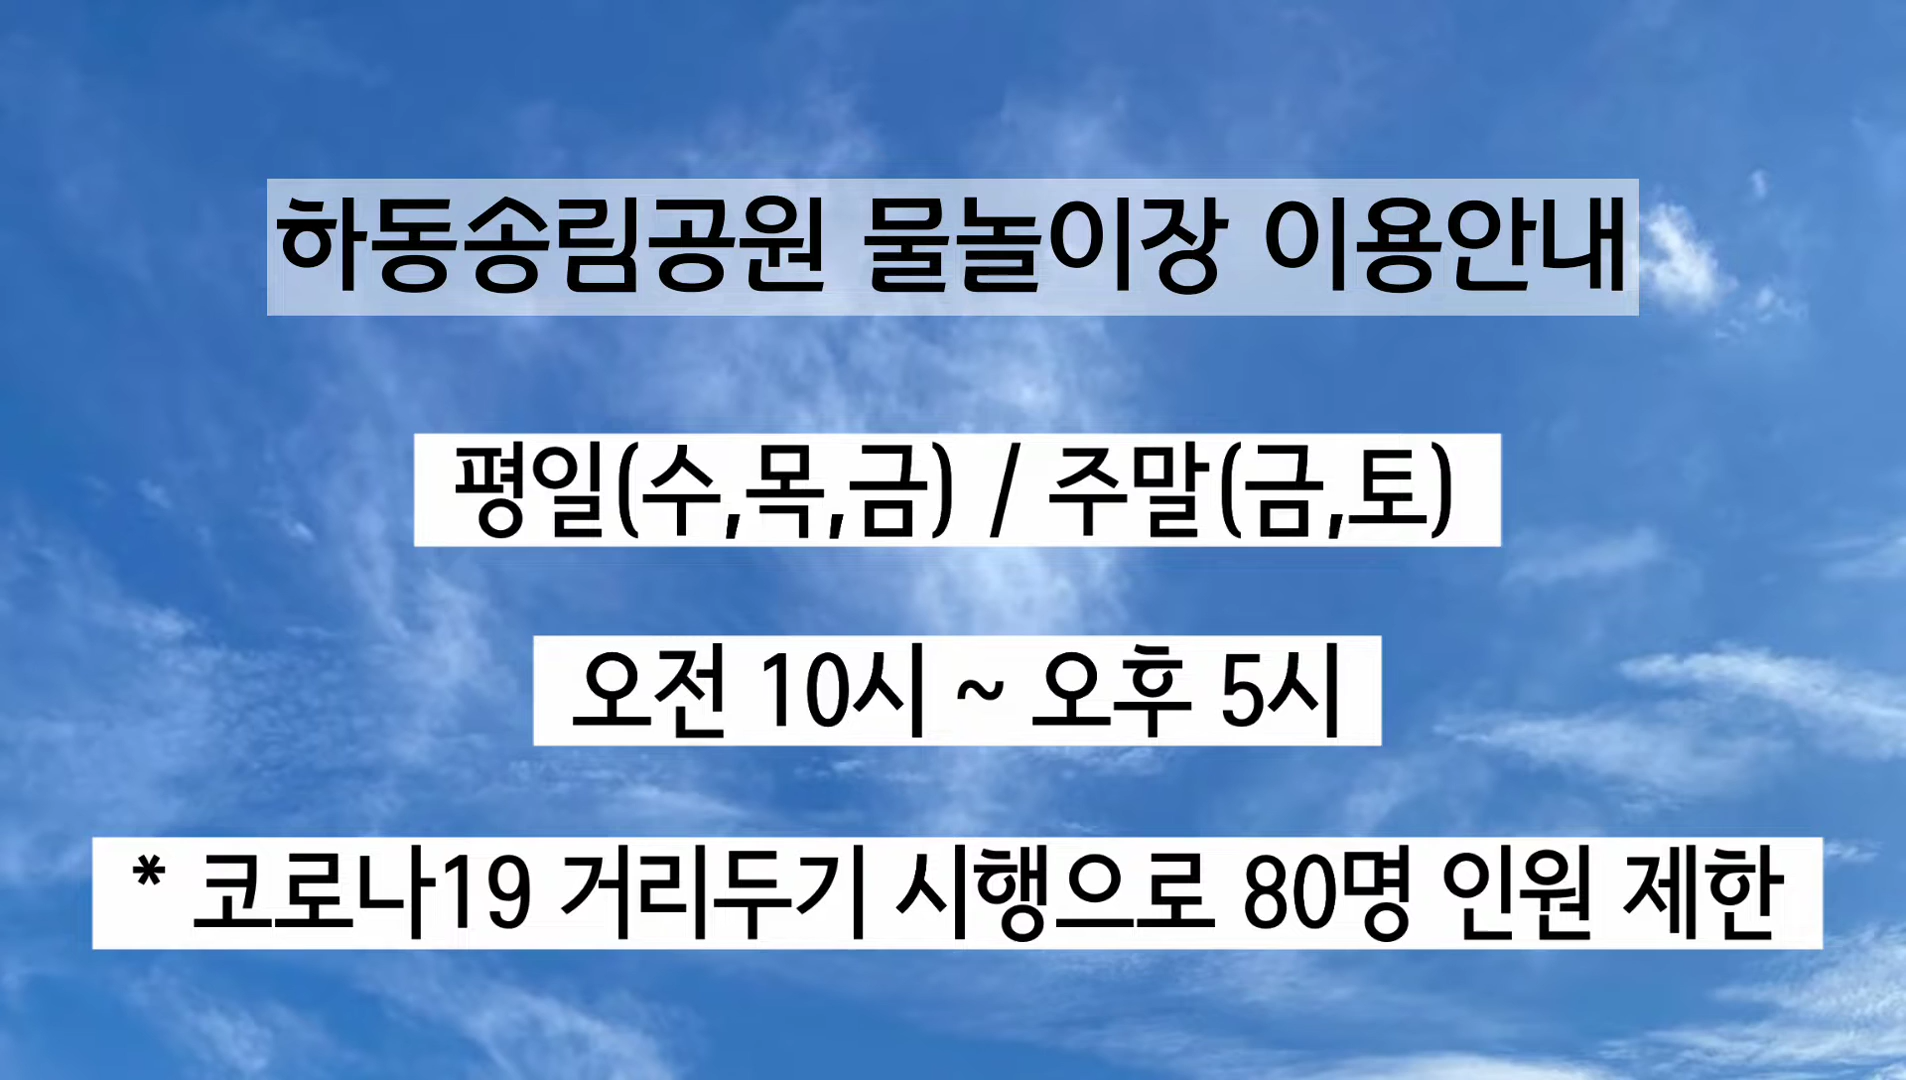 하동송림공원 물놀이장 이용안내
평일(수,목,금) / 주말(금,토)
오전 10시 ~ 오후 5시
* 코로나19 거리두기 시행으로 80명 인원 제한